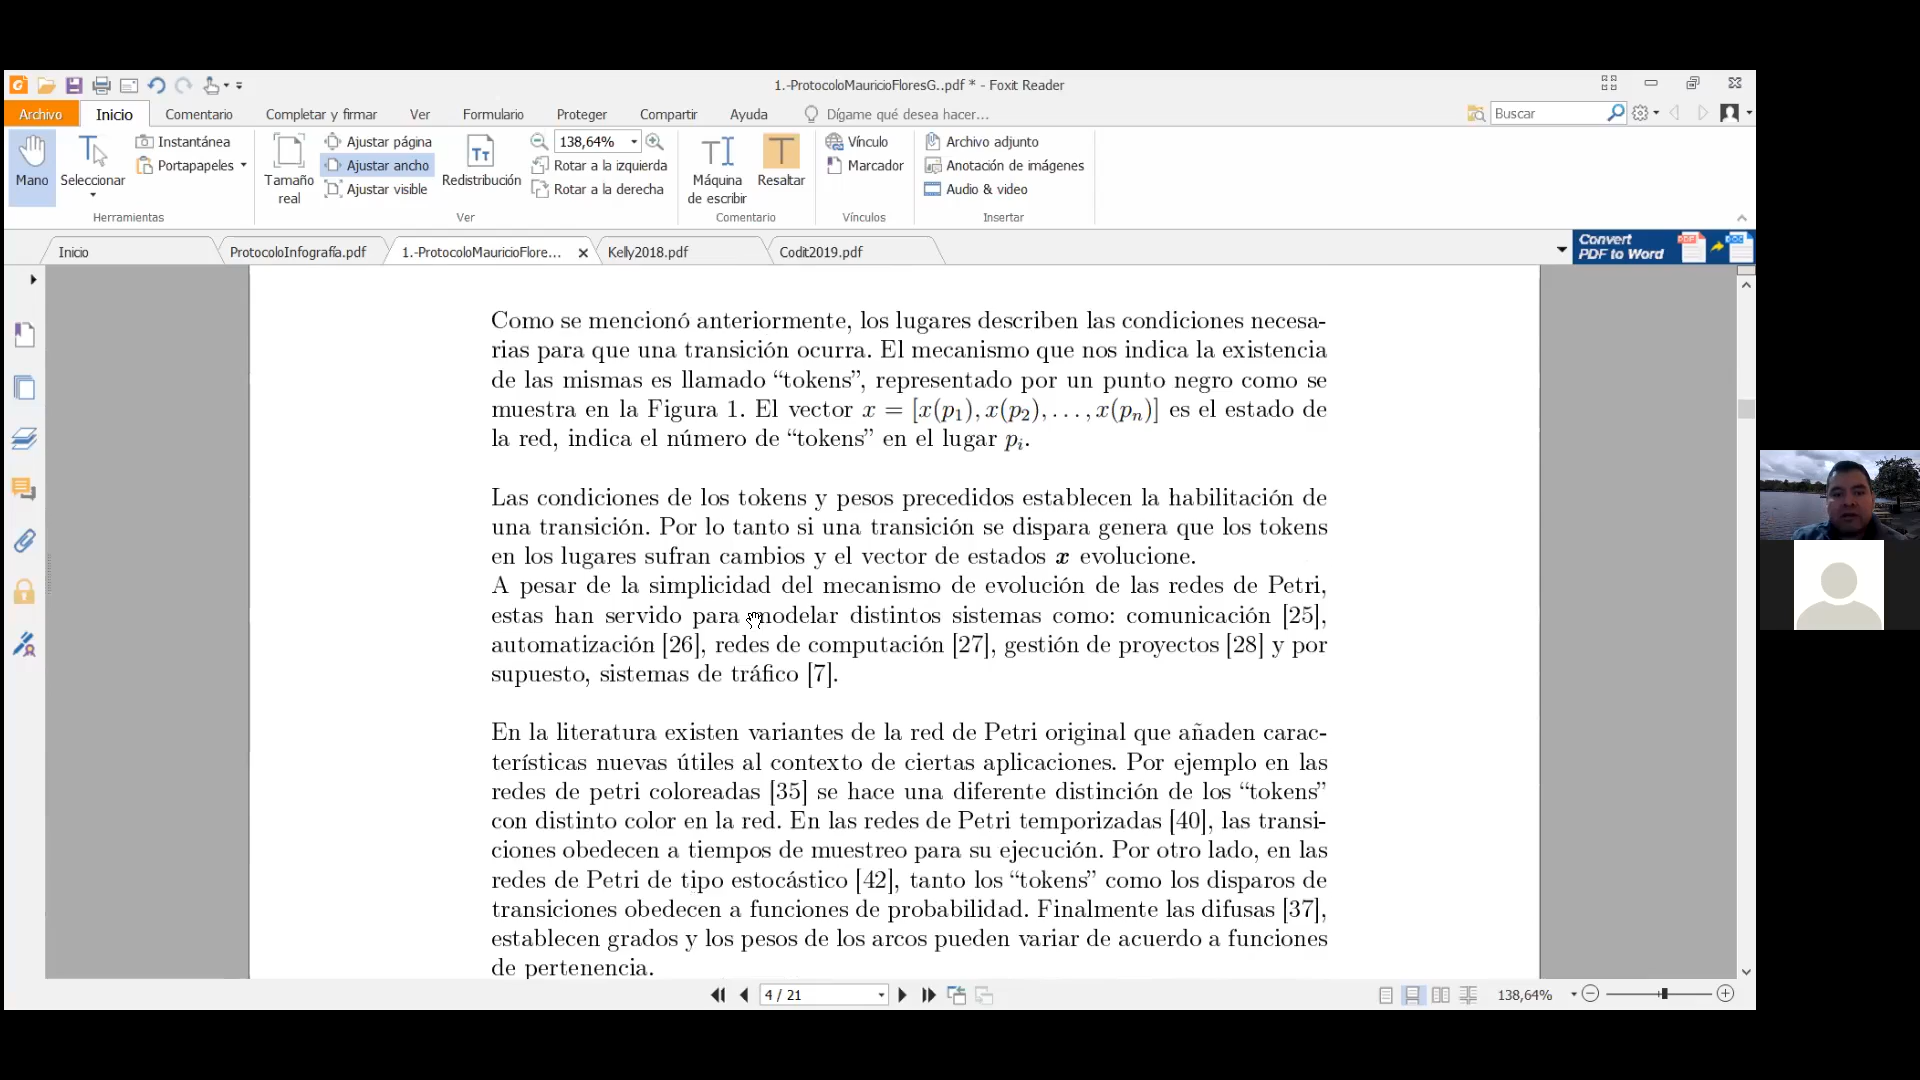 1.-ProtocoloMauricioFloresG..pdf * - Foxit Reader
Archivo Inicio Comentario Completar y firmar Ver Formulario Proteger Compartir Ayuda Dígame qué desea hacer... Buscar
Mano
Seleccionar
Instantánea
Portapapeles
Herramientas
Tamaño
real
Ajustar página
Ajustar ancho
Ajustar visible
Redistribución
138,64%
Rotar a la izquierda
Rotar a la derecha
Ver
Máquina
de escribir
Resaltar
Comentario
Vínculo
Marcador
Vínculos
Archivo adjunto
Anotación de imágenes
Audio & video
Insertar
Inicio ProtocoloInfografía.pdf 1.-ProtocoloMauricioFlore... Kelly2018.pdf Codit2019.pdf
Convert
PDF to Word
Como se mencionó anteriormente, los lugares describen las condiciones necesa-
rias para que una transición ocurra. El mecanismo que nos indica la existencia
de las mismas es llamado “tokens”, representado por un punto negro como se
muestra en la Figura 1. El vector x = [x(p₁), x(p₂), . . . , x(pₙ)] es el estado de
la red, indica el número de “tokens” en el lugar pᵢ.
Las condiciones de los tokens y pesos precedidos establecen la habilitación de
una transición. Por lo tanto si una transición se dispara genera que los tokens
en los lugares sufran cambios y el vector de estados x evolucione.
A pesar de la simplicidad del mecanismo de evolución de las redes de Petri,
estas han servido para modelar distintos sistemas como: comunicación [25],
automatización [26], redes de computación [27], gestión de proyectos [28] y por
supuesto, sistemas de tráfico [7].
En la literatura existen variantes de la red de Petri original que añaden carac-
terísticas nuevas útiles al contexto de ciertas aplicaciones. Por ejemplo en las
redes de petri coloreadas [35] se hace una diferente distinción de los “tokens”
con distinto color en la red. En las redes de Petri temporizadas [40], las transi-
ciones obedecen a tiempos de muestreo para su ejecución. Por otro lado, en las
redes de Petri de tipo estocástico [42], tanto los “tokens” como los disparos de
transiciones obedecen a funciones de probabilidad. Finalmente las difusas [37],
establecen grados y los pesos de los arcos pueden variar de acuerdo a funciones
de pertenencia.
4 / 21
138,64%